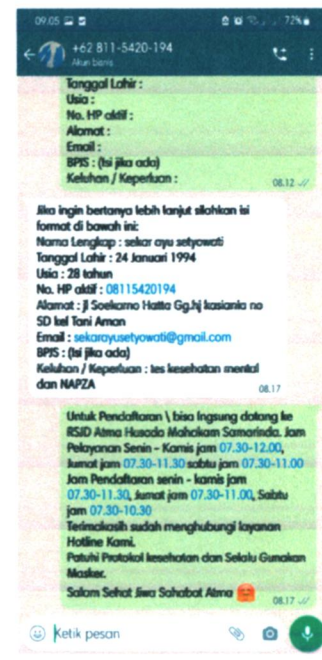 09.05
72%
+62 811-5420-194
Akun bisnis
Tanggal Lahir :
Usia :
No. HP aktif :
Alamat :
Email :
BPJS : (Isi jika ada)
Keluhan / Keperluan :
08.12
Jika ingin bertanya lebih lanjut silahkan isi
format di bawah ini:
Nama Lengkap : sekar ayu setyowati
Tanggal Lahir : 24 Januari 1994
Usia : 28 tahun
No. HP aktif : 08115420194
Alamat : jl Soekarno Hatta Gg.hj kasiania no
5D kel Tani Aman
Email : sekarayusetyowati@gmail.com
BPJS : (Isi jika ada)
Keluhan / Keperluan : tes kesehatan mental
dan NAPZA
08.17
Untuk Pendaftaran \ bisa lngsung datang ke
RSJD Atma Husada Mahakam Samarinda. Jam
Pelayanan Senin - Kamis jam 07.30-12.00,
Jumat jam 07.30-11.30 sabtu jam 07.30-11.00
Jam Pendaftaran senin - kamis jam
07.30-11.30, Jumat jam 07.30-11.00, Sabtu
jam 07.30-10.30
Terimakasih sudah menghubungi layanan
Hotline Kami.
Patuhi Protokol kesehatan dan Selalu Gunakan
Masker.
Salam Sehat Jiwa Sahabat Atma
08.17
Ketik pesan